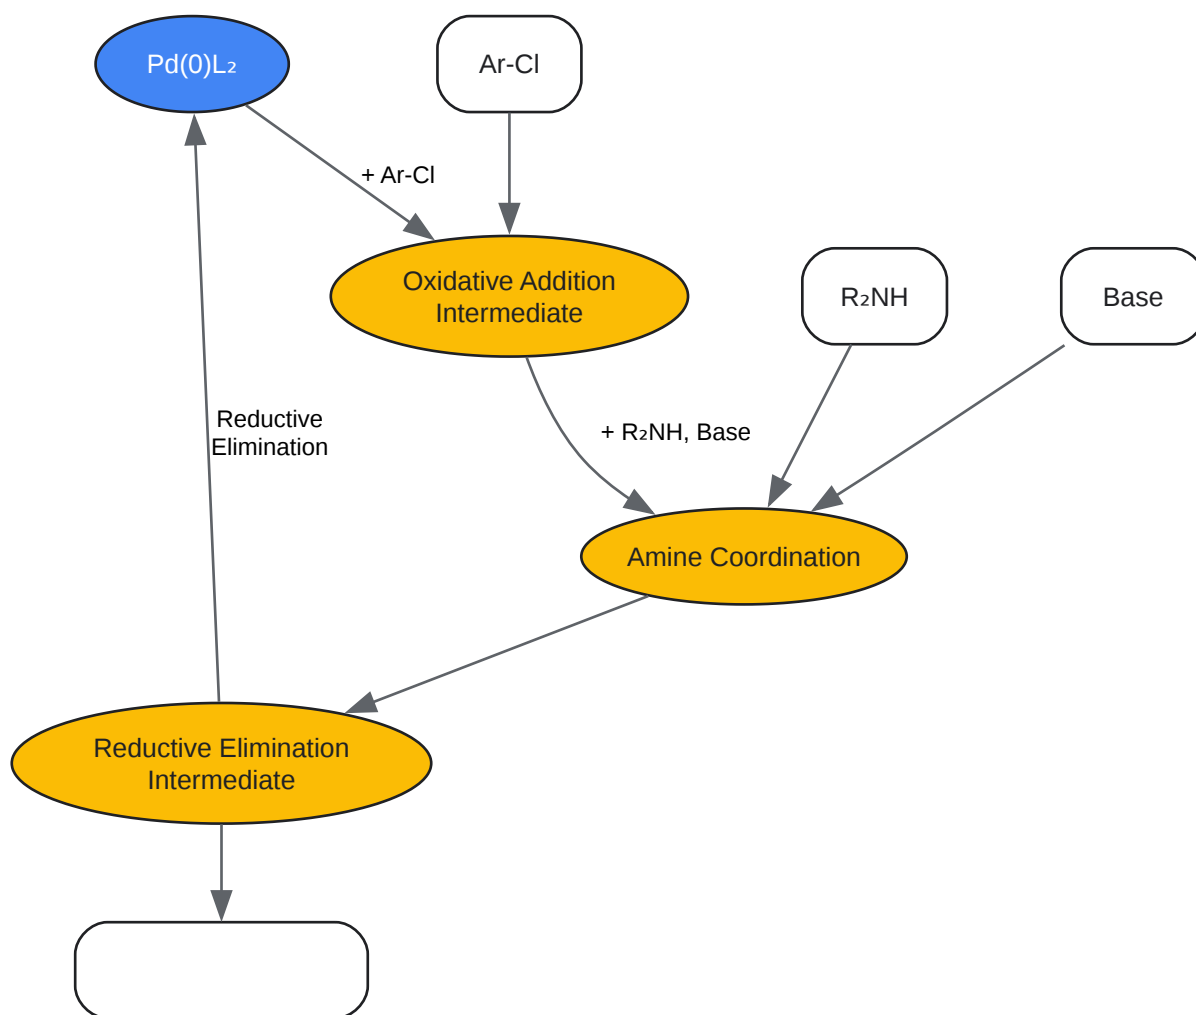 Pd(0)L₂
Ar-Cl
+ Ar-Cl
Oxidative Addition
Intermediate
R₂NH
Base
Reductive
Elimination
+ R₂NH, Base
Amine Coordination
Reductive Elimination
Intermediate